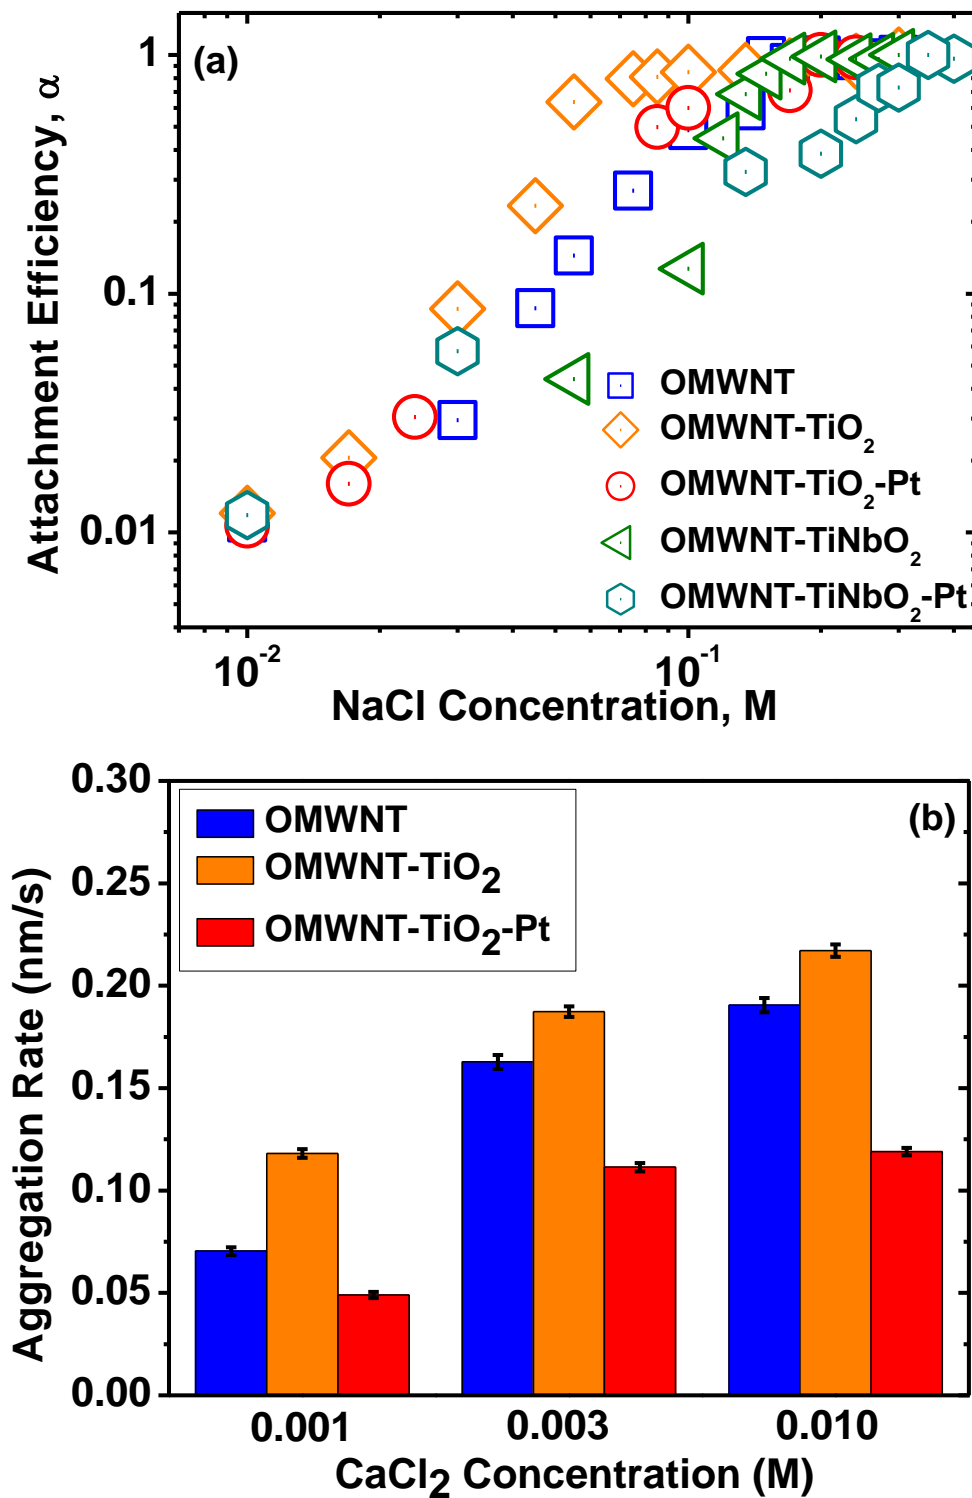 (a)
Attachment Efficiency, α
1
0.1
0.01
OMWNT
OMWNT-TiO₂
OMWNT-TiO₂-Pt
OMWNT-TiNbO₂
OMWNT-TiNbO₂-Pt
10⁻² 10⁻¹
NaCl Concentration, M
(b)
Aggregation Rate (nm/s)
0.30
0.25
0.20
0.15
0.10
0.05
0.00
OMWNT
OMWNT-TiO₂
OMWNT-TiO₂-Pt
0.001 0.003 0.010
CaCl₂ Concentration (M)